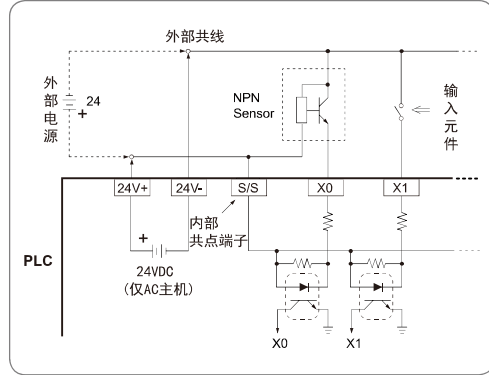 外部共线
外部电源
24
+
NPN
Sensor
输入元件
24V+
24V-
S/S
X0
X1
内部
共点端子
+
24VDC
(仅AC主机)
PLC
X0
X1